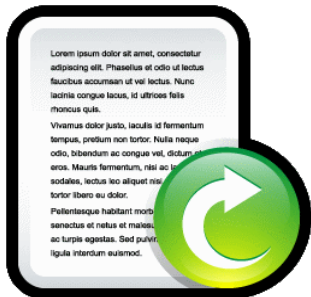 Lorem ipsum dolor sit amet, consectetur
adipiscing elit. Phasellus et odio ut lectus
faucibus accumsan ut vel lectus. Nunc
lacinia congue lacus, id ultrices felis
rhoncus quis.
Vivamus dolor justo, iaculis id fermentum
tempus, pretium non tortor. Nulla neque
odio, bibendum ac congue vel, dictum
eros. Mauris fermentum, nisi ac
sodales, lectus leo aliquet nisi
tortor libero eu dolor.
Pellentesque habitant
senectus et netus et
ac turpis egestas. Sed
ligula interdum euismod.